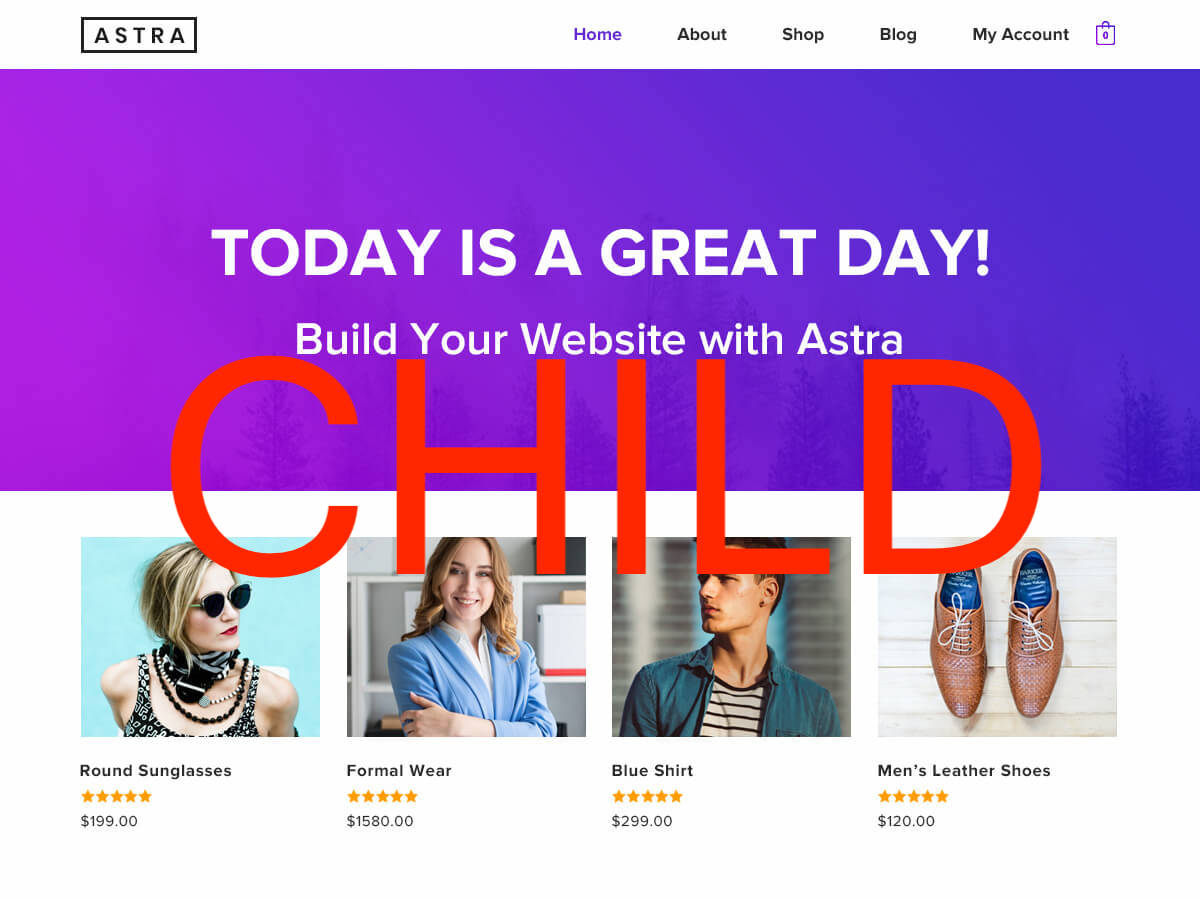 ASTRA
Home About Shop Blog My Account 0
TODAY IS A GREAT DAY!
Build Your Website with Astra
CHILD
BARKER
Round Sunglasses Formal Wear Blue Shirt Men’s Leather Shoes
$199.00 $1580.00 $299.00 $120.00